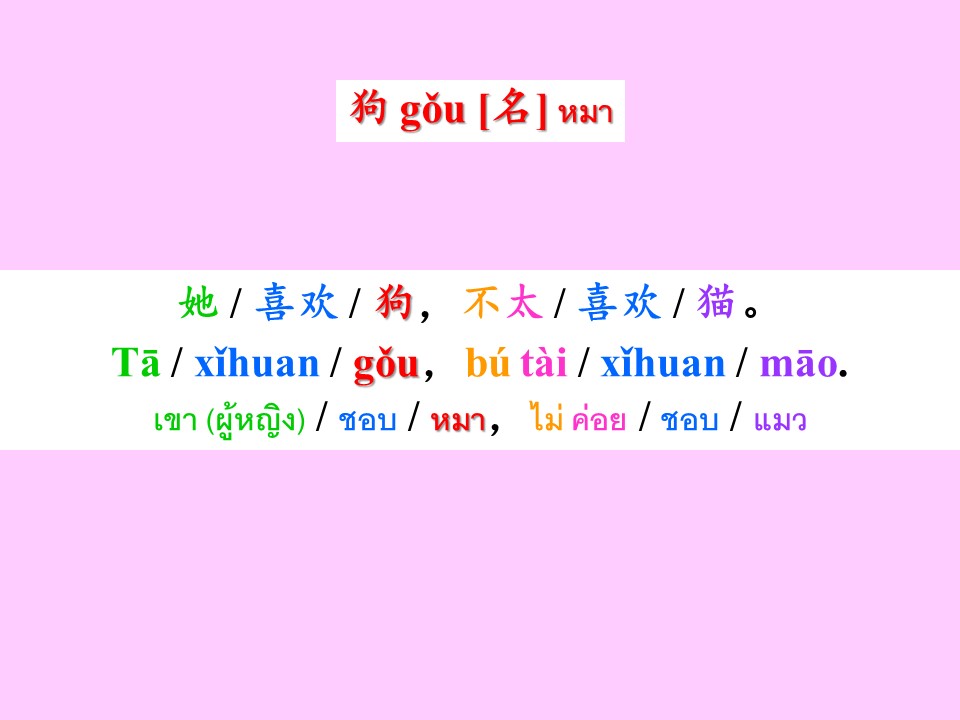 狗 gǒu [名] หมา
她 / 喜欢 / 狗，不太 / 喜欢 / 猫。
Tā / xǐhuan / gǒu，bú tài / xǐhuan / māo.
เขา (ผู้หญิง) / ชอบ / หมา，ไม่ ค่อย / ชอบ / แมว